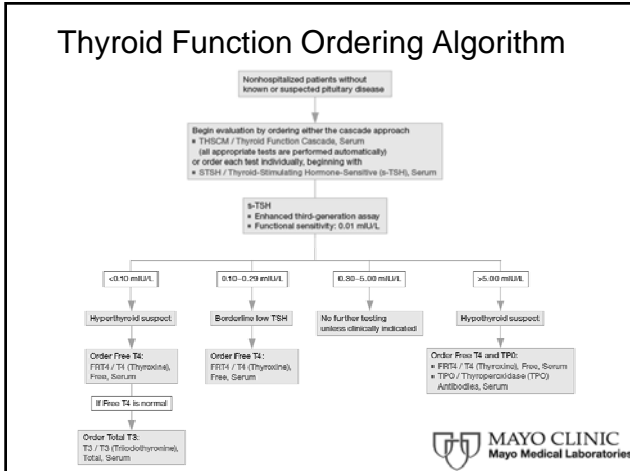 Thyroid Function Ordering Algorithm
Nonhospitalized patients without
known or suspected pituitary disease
Begin evaluation by ordering either the cascade approach
▪ THSCM / Thyroid Function Cascade, Serum
(all appropriate tests are performed automatically)
or order each test individually, beginning with
▪ STSH / Thyroid-Stimulating Hormone-Sensitive (s-TSH), Serum
s-TSH
▪ Enhanced third-generation assay
▪ Functional sensitivity: 0.01 mIU/L
<0.10 mIU/L
0.10–0.29 mIU/L
0.30–5.00 mIU/L
>5.00 mIU/L
Hyperthyroid suspect
Borderline low TSH
No further testing
unless clinically indicated
Hypothyroid suspect
Order Free T4:
FRT4 / T4 (Thyroxine),
Free, Serum
Order Free T4:
FRT4 / T4 (Thyroxine),
Free, Serum
Order Free T4 and TPO:
▪ FRT4 / T4 (Thyroxine), Free, Serum
▪ TPO / Thyroperoxidase (TPO)
Antibodies, Serum
If Free T4 is normal
Order Total T3:
T3 / T3 (Triiodothyronine),
Total, Serum
MAYO CLINIC
Mayo Medical Laboratories